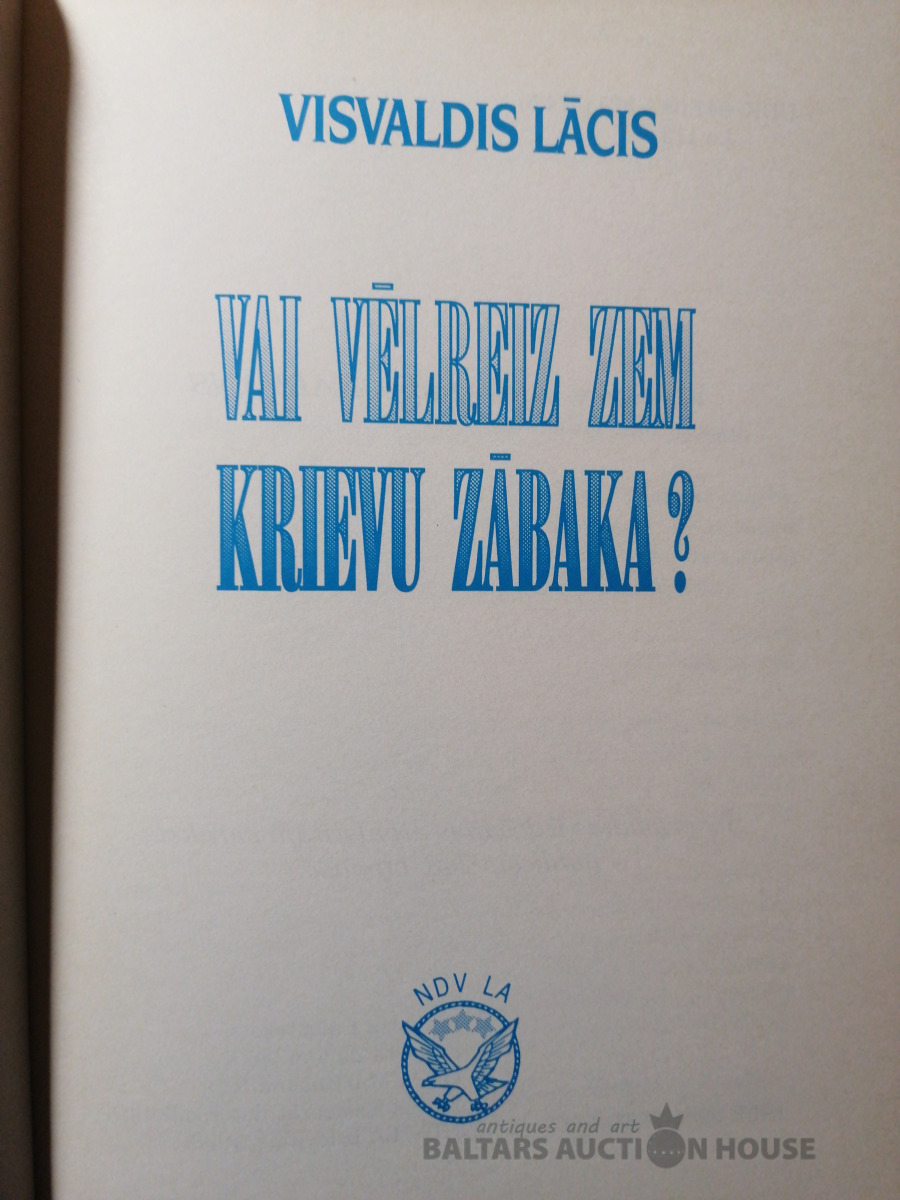 VISVALDIS LĀCIS
VAI VĒLREIZ ZEM
KRIEVU ZĀBAKA?
NDV LA
antiques and art
BALTARS AUCTION HOUSE